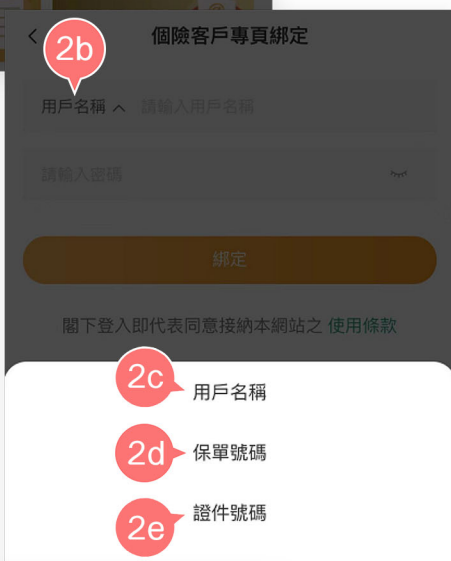 個險客戶專頁綁定
2b
用戶名稱 請輸入用戶名稱
請輸入密碼
綁定
閣下登入即代表同意接納本網站之 使用條款
2c
用戶名稱
2d
保單號碼
2e
證件號碼